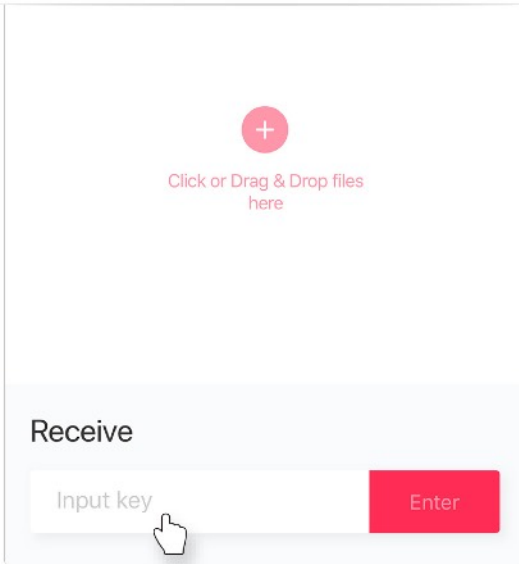 Click or Drag & Drop files
here
Receive
Input key
Enter